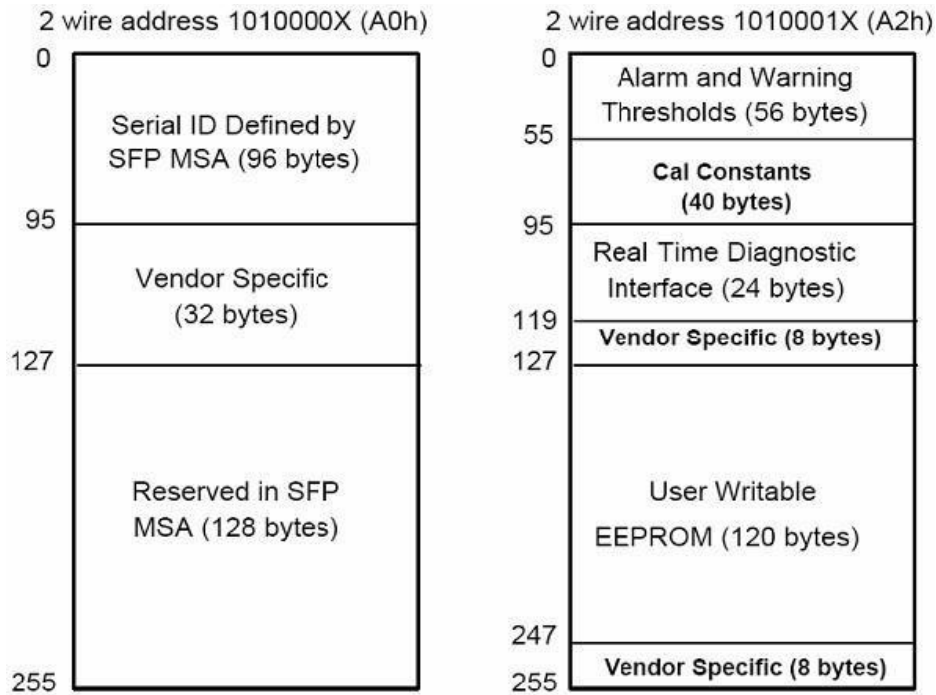 2 wire address 1010000X (A0h)
0
Serial ID Defined by
SFP MSA (96 bytes)
95
Vendor Specific
(32 bytes)
127
Reserved in SFP
MSA (128 bytes)
255
2 wire address 1010001X (A2h)
0
Alarm and Warning
Thresholds (56 bytes)
55
Cal Constants
(40 bytes)
95
Real Time Diagnostic
Interface (24 bytes)
119
Vendor Specific (8 bytes)
127
User Writable
EEPROM (120 bytes)
247
Vendor Specific (8 bytes)
255